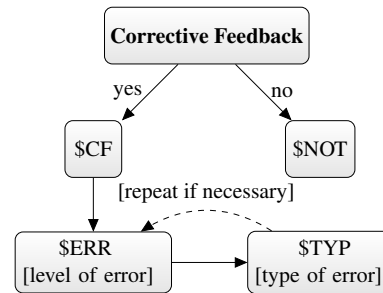 Corrective Feedback
yes
no
$CF
$NOT
[repeat if necessary]
$ERR
[level of error]
$TYP
[type of error]